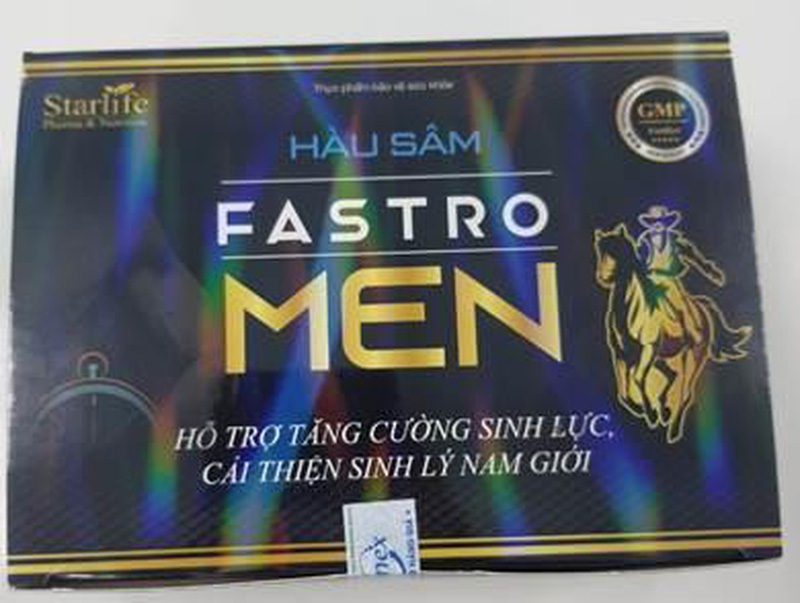 Starlife
Pharma & Nutrition
Thực phẩm bảo vệ sức khỏe
GMP
HÀU SÂM
FASTRO
MEN
HỖ TRỢ TĂNG CƯỜNG SINH LỰC,
CẢI THIỆN SINH LÝ NAM GIỚI